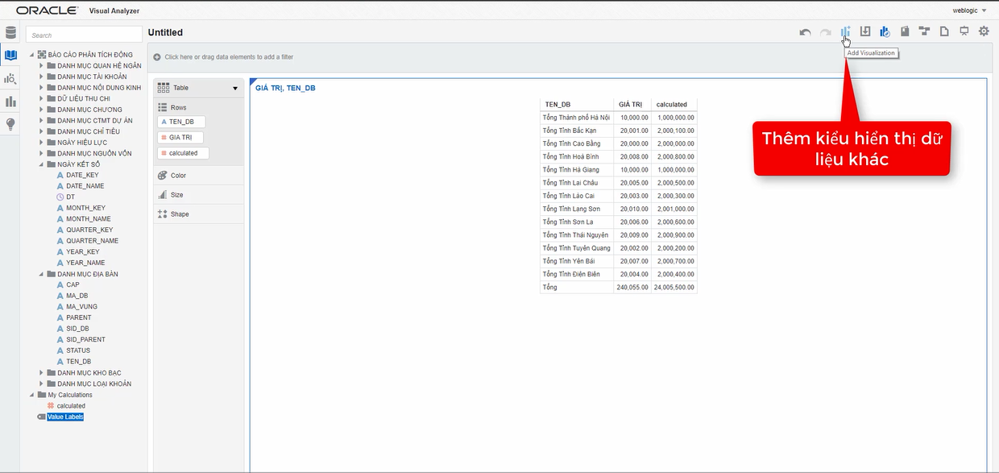 ORACLE Visual Analyzer
weblogic
Search
Untitled
Add Visualization
BÁO CÁO PHÂN TÍCH ĐỘNG
DANH MỤC QUAN HỆ NGÂN
DANH MỤC TÀI KHOẢN
DANH MỤC NỘI DUNG KINH
DỮ LIỆU THU CHI
DANH MỤC CHƯƠNG
DANH MỤC CTMT DỰ ÁN
DANH MỤC CHỈ TIÊU
NGÀY HIỆU LỰC
DANH MỤC NGUỒN VỐN
NGÀY KẾT SỔ
DATE_KEY
DATE_NAME
DT
MONTH_KEY
MONTH_NAME
QUARTER_KEY
QUARTER_NAME
YEAR_KEY
YEAR_NAME
DANH MỤC ĐỊA BÀN
CAP
MA_DB
MA_VUNG
PARENT
SID_DB
SID_PARENT
STATUS
TEN_DB
DANH MỤC KHO BẠC
DANH MỤC LOẠI KHOẢN
My Calculations
calculated
Value Labels
Click here or drag data elements to add a filter
Table
Rows
TEN_DB
GIÁ TRỊ
calculated
Color
Size
Shape
GIÁ TRỊ, TEN_DB
TEN_DB GIÁ TRỊ calculated
Tổng Thành phố Hà Nội 10,000.00 1,000,000.00
Tổng Tỉnh Bắc Kạn 20,001.00 2,000,100.00
Tổng Tỉnh Cao Bằng 20,000.00 2,000,000.00
Tổng Tỉnh Hoà Bình 20,008.00 2,000,800.00
Tổng Tỉnh Hà Giang 10,000.00 1,000,000.00
Tổng Tỉnh Lai Châu 20,005.00 2,000,500.00
Tổng Tỉnh Lào Cai 20,003.00 2,000,300.00
Tổng Tỉnh Lạng Sơn 20,010.00 2,001,000.00
Tổng Tỉnh Sơn La 20,006.00 2,000,600.00
Tổng Tỉnh Thái Nguyên 20,009.00 2,000,900.00
Tổng Tỉnh Tuyên Quang 20,002.00 2,000,200.00
Tổng Tỉnh Yên Bái 20,007.00 2,000,700.00
Tổng Tỉnh Điện Biên 20,004.00 2,000,400.00
Tổng 240,055.00 24,005,500.00
Thêm kiểu hiển thị dữ
liệu khác